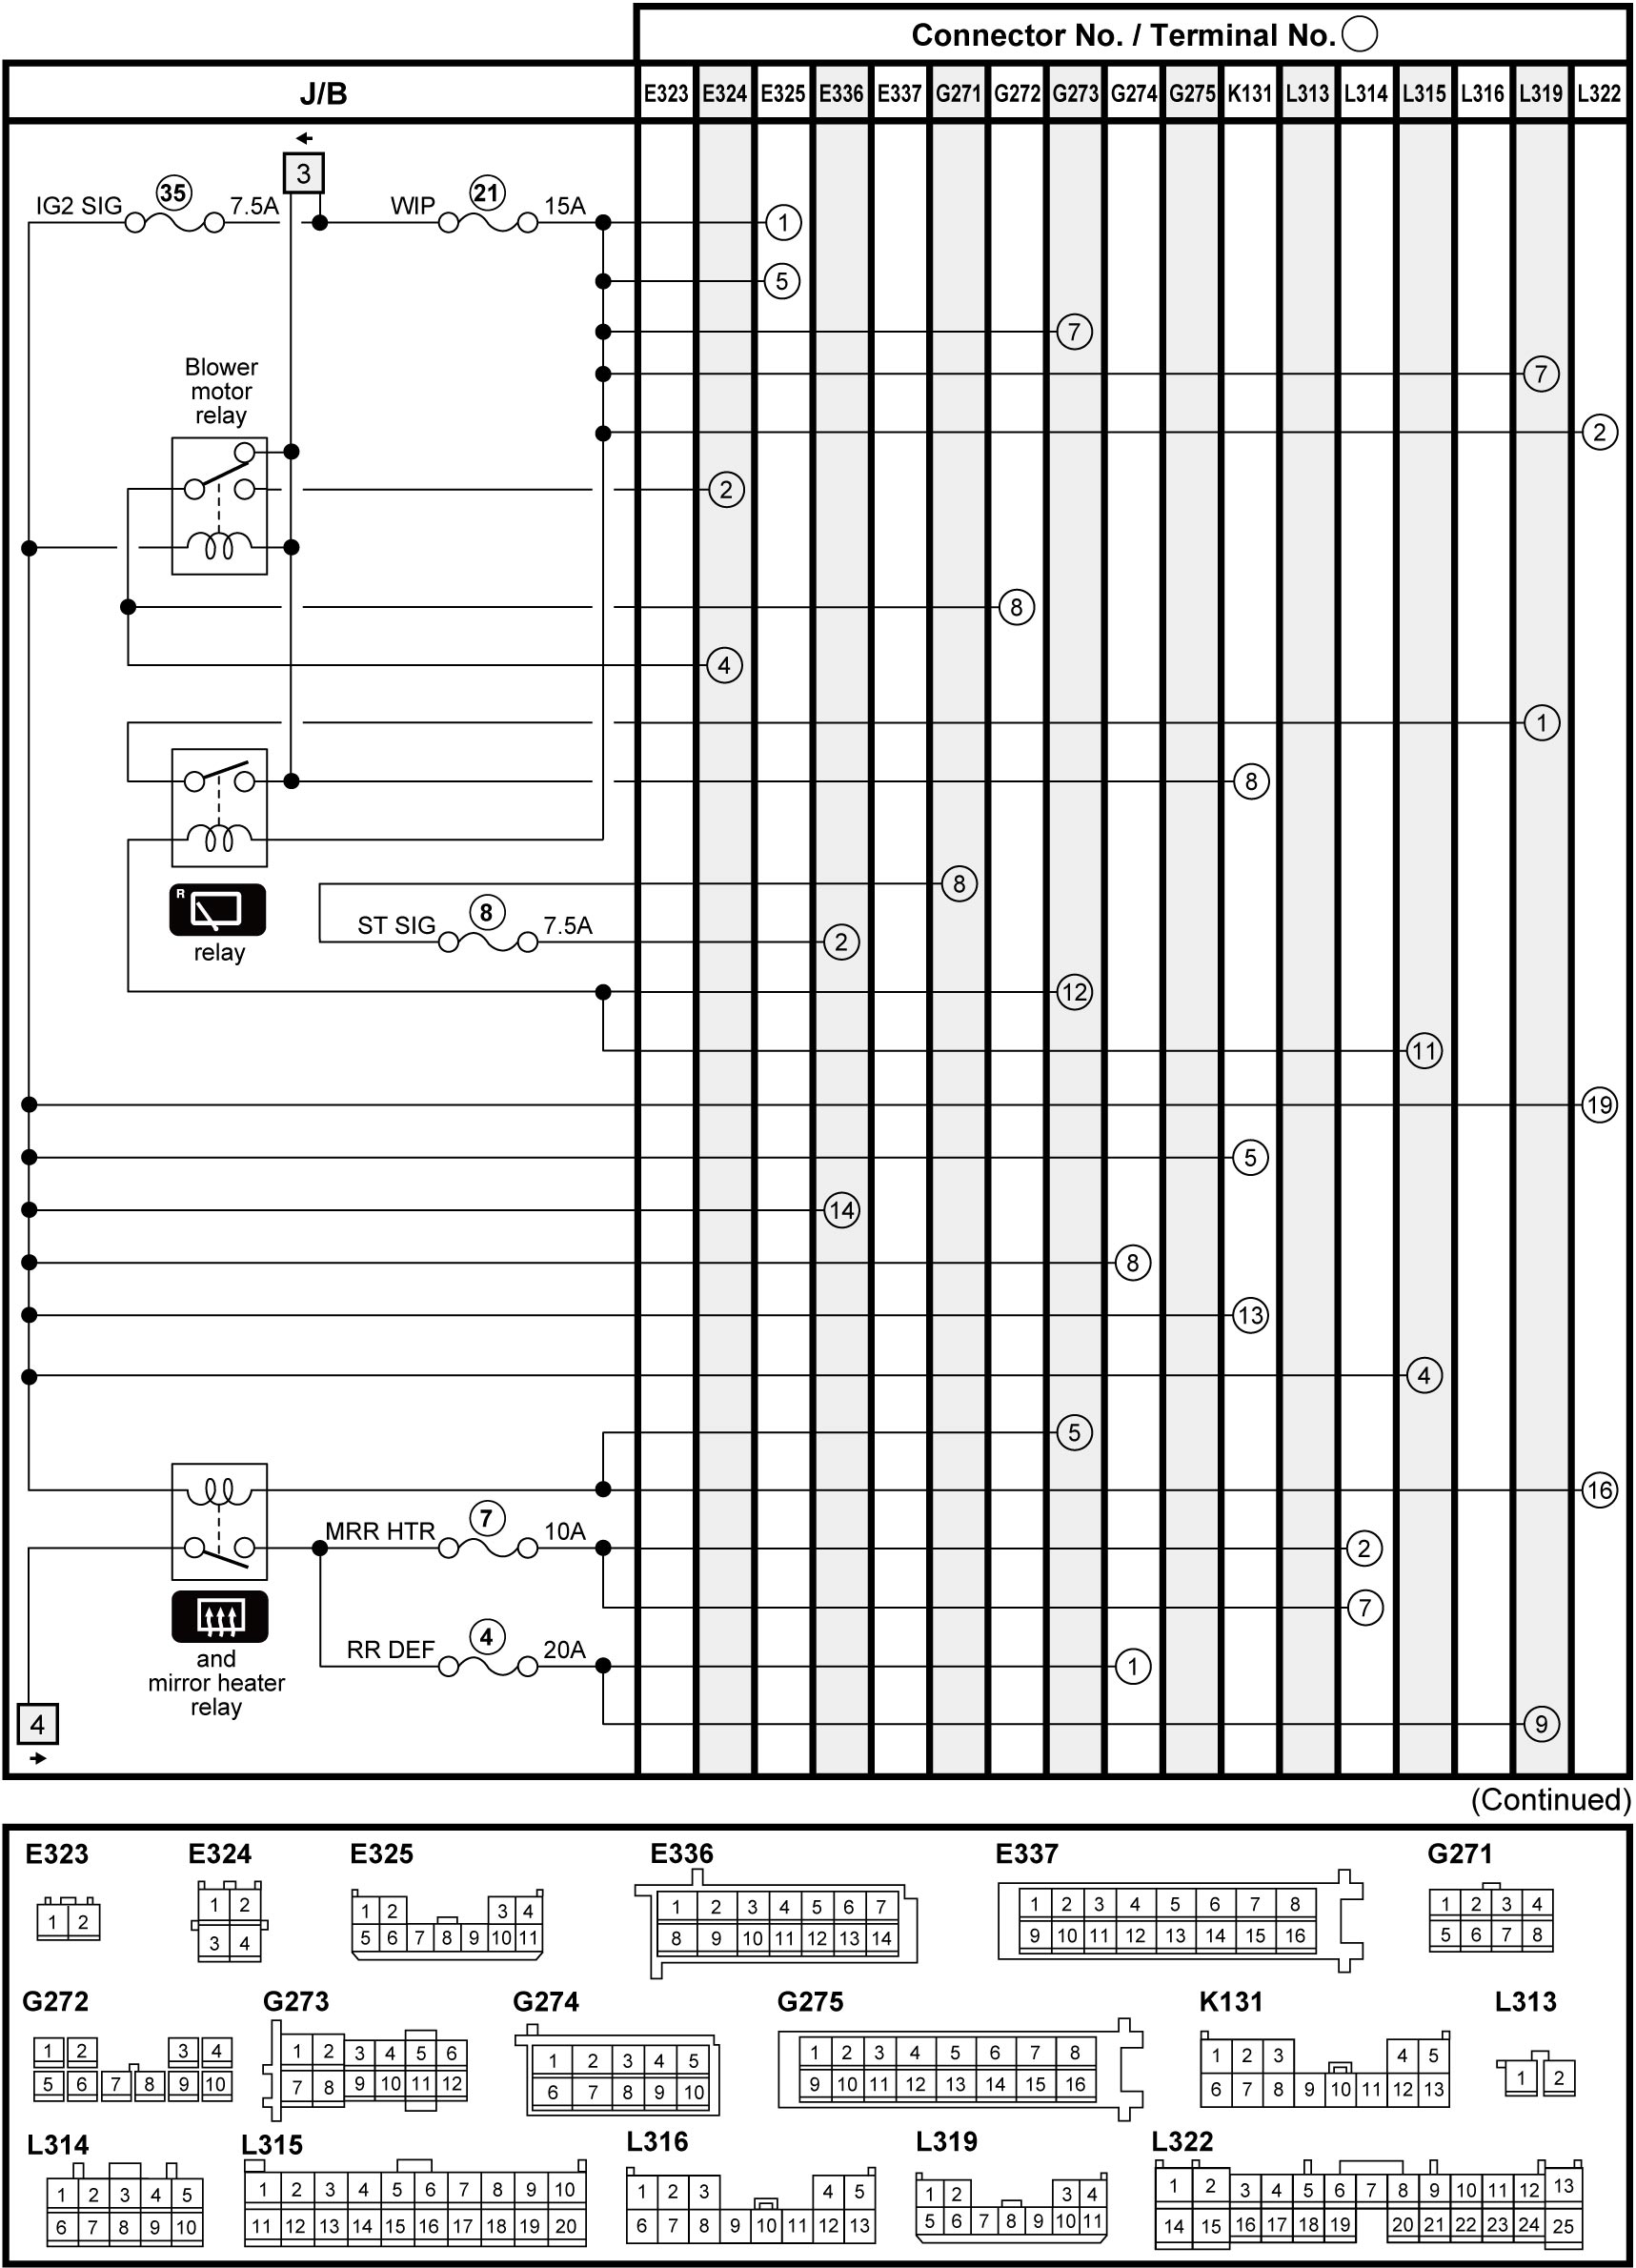 Connector No. / Terminal No.
J/B E323 E324 E325 E336 E337 G271 G272 G273 G274 G275 K131 L313 L314 L315 L316 L319 L322
3
IG2 SIG 35 7.5A WIP 21 15A 1
5
7
Blower
motor
relay
7
2
2
8
4
1
8
8
R
relay
ST SIG 8 7.5A 2
12
11
19
5
14
8
13
4
5
16
MRR HTR 7 10A 2
7
and
mirror heater
relay
RR DEF 4 20A 1
4
9
(Continued)
E323 E324 E325 E336 E337 G271
1 2
1 2
3 4
1 2 3 4
5 6 7 8 9 10 11
1 2 3 4 5 6 7
8 9 10 11 12 13 14
1 2 3 4 5 6 7 8
9 10 11 12 13 14 15 16
1 2 3 4
5 6 7 8
G272 G273 G274 G275 K131 L313
1 2 3 4
5 6 7 8 9 10
1 2 3 4 5 6
7 8 9 10 11 12
1 2 3 4 5
6 7 8 9 10
1 2 3 4 5 6 7 8
9 10 11 12 13 14 15 16
1 2 3 4 5
6 7 8 9 10 11 12 13
1 2
L314 L315 L316 L319 L322
1 2 3 4 5
6 7 8 9 10
1 2 3 4 5 6 7 8 9 10
11 12 13 14 15 16 17 18 19 20
1 2 3 4 5
6 7 8 9 10 11 12 13
1 2 3 4
5 6 7 8 9 10 11
1 2 3 4 5 6 7 8 9 10 11 12 13
14 15 16 17 18 19 20 21 22 23 24 25